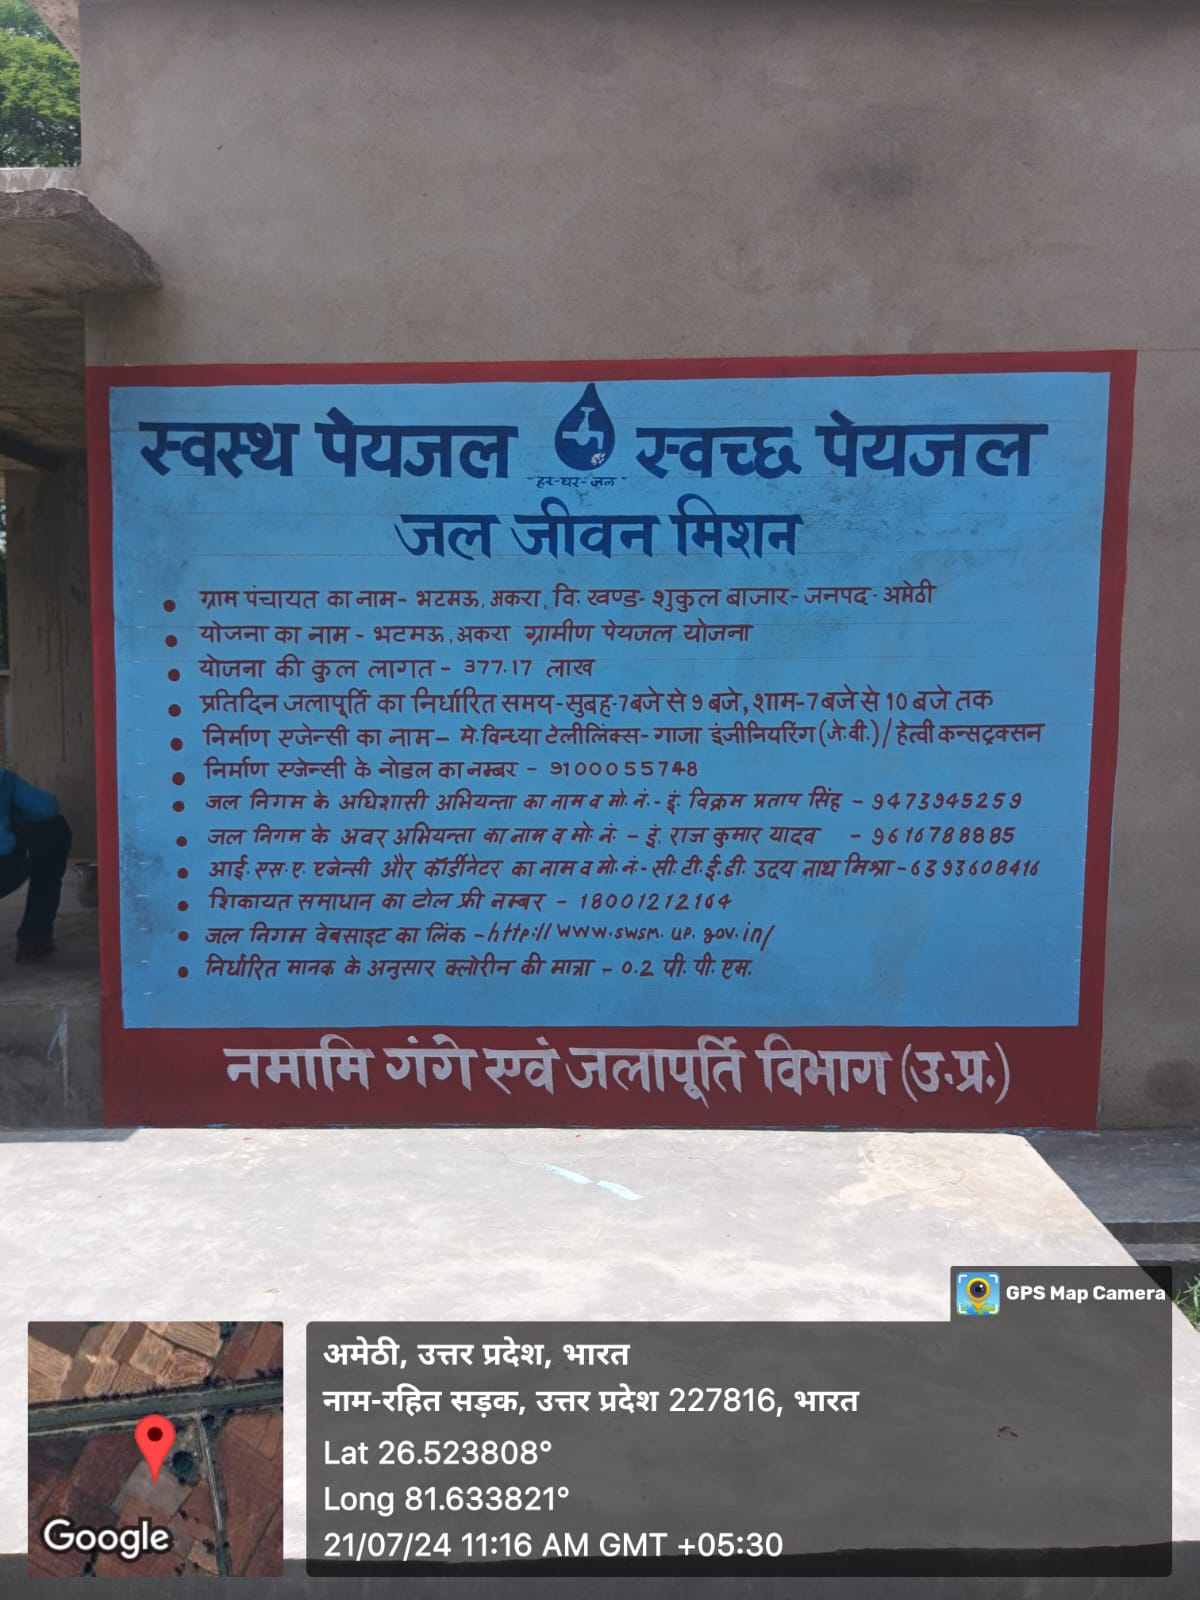 स्वस्थ पेयजल स्वच्छ पेयजल
"हर-घर-जल"
जल जीवन मिशन
ग्राम पंचायत का नाम- भटमऊ, अकरा, वि. खण्ड- शुकुल बाजार- जनपद- अमेठी
योजना का नाम - भटमऊ, अकरा ग्रामीण पेयजल योजना
योजना की कुल लागत - 377.17 लाख
प्रतिदिन जलापूर्ति का निर्धारित समय-सुबह-7बजे से 9 बजे, शाम-7बजे से 10 बजे तक
निर्माण एजेन्सी का नाम- मे.विन्ध्या टेलीलिंक्स- गाजा इंजीनियरिंग (जे.वी.)/ हेत्वी कन्सट्रक्सन
निर्माण एजेन्सी के नोडल का नम्बर - 9100055748
जल निगम के अधिशासी अभियन्ता का नाम व मो. नं.- इं. विक्रम प्रताप सिंह - 9473945259
जल निगम के अवर अभियन्ता का नाम व मो. नं. - इं. राज कुमार यादव - 9616788885
आई.एस.ए. एजेन्सी और कॉर्डीनेटर का नाम व मो. नं.- सी.टी.ई.डी. उदय नाथ मिश्रा -6393608416
शिकायत समाधान का टोल फ्री नम्बर - 18001212164
जल निगम वेबसाइट का लिंक -http:// www.swsm.up.gov.in/
निर्धारित मानक के अनुसार क्लोरीन की मात्रा - 0.2 पी. पी. एम.
नमामि गंगे एवं जलापूर्ति विभाग (उ.प्र.)
GPS Map Camera
अमेठी, उत्तर प्रदेश, भारत
नाम-रहित सड़क, उत्तर प्रदेश 227816, भारत
Lat 26.523808°
Long 81.633821°
21/07/24 11:16 AM GMT +05:30
Google